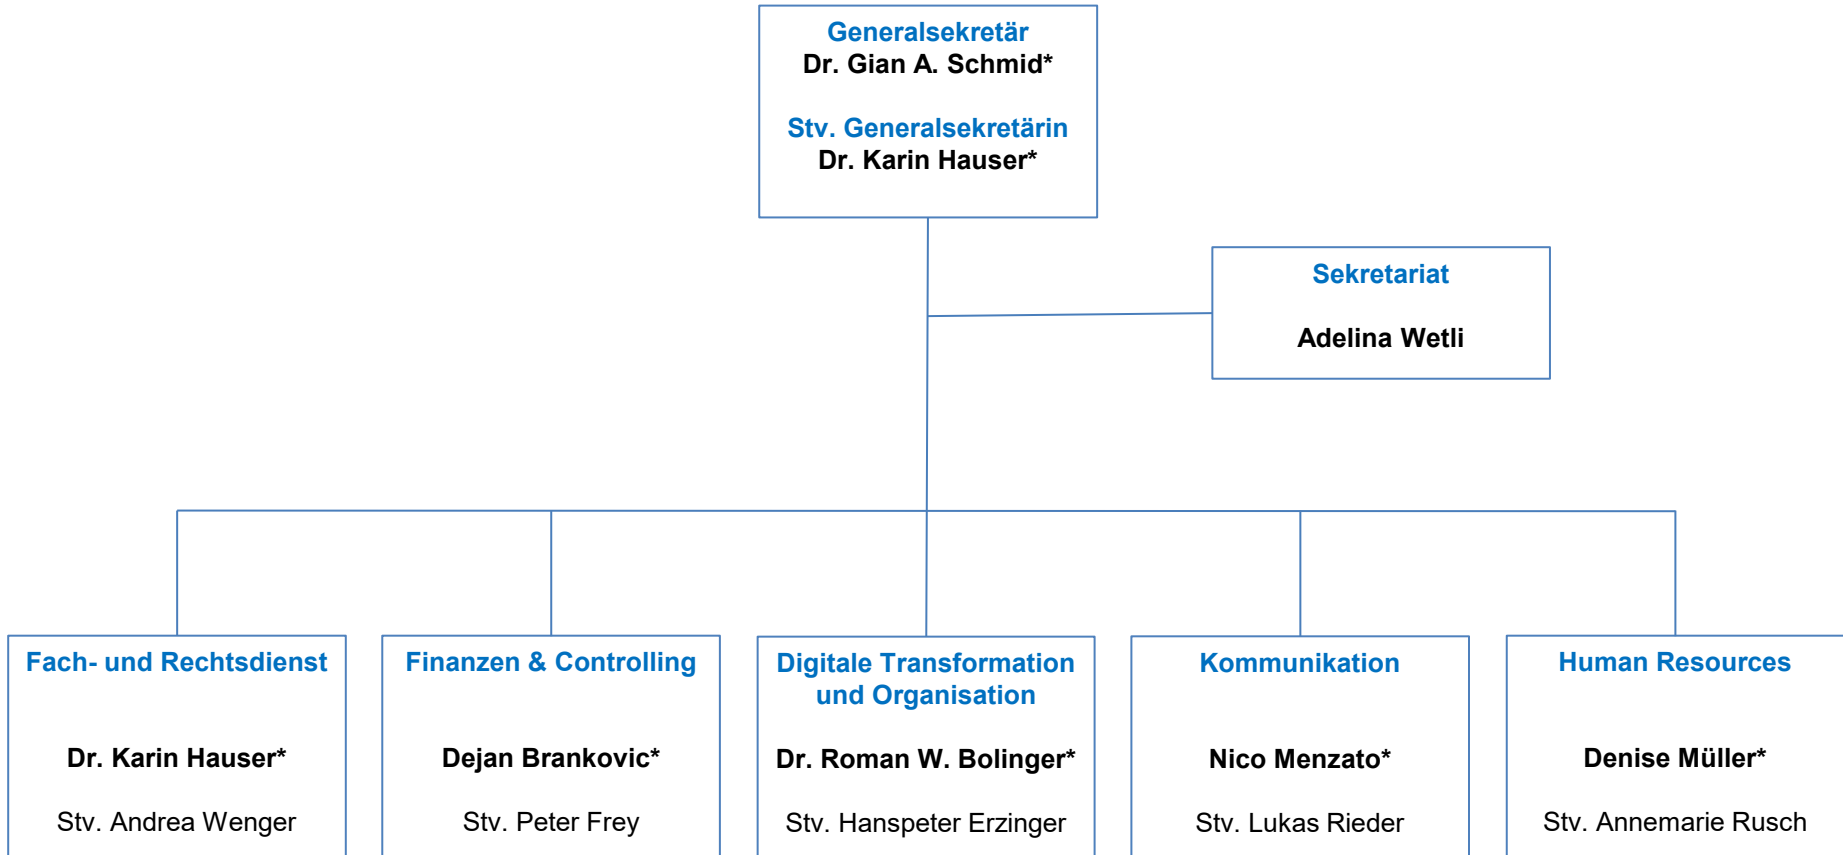 Generalsekretär
Dr. Gian A. Schmid*
Stv. Generalsekretärin
Dr. Karin Hauser*
Sekretariat
Adelina Wetli
Fach- und Rechtsdienst
Dr. Karin Hauser*
Stv. Andrea Wenger
Finanzen & Controlling
Dejan Brankovic*
Stv. Peter Frey
Digitale Transformation
und Organisation
Dr. Roman W. Bolinger*
Stv. Hanspeter Erzinger
Kommunikation
Nico Menzato*
Stv. Lukas Rieder
Human Resources
Denise Müller*
Stv. Annemarie Rusch